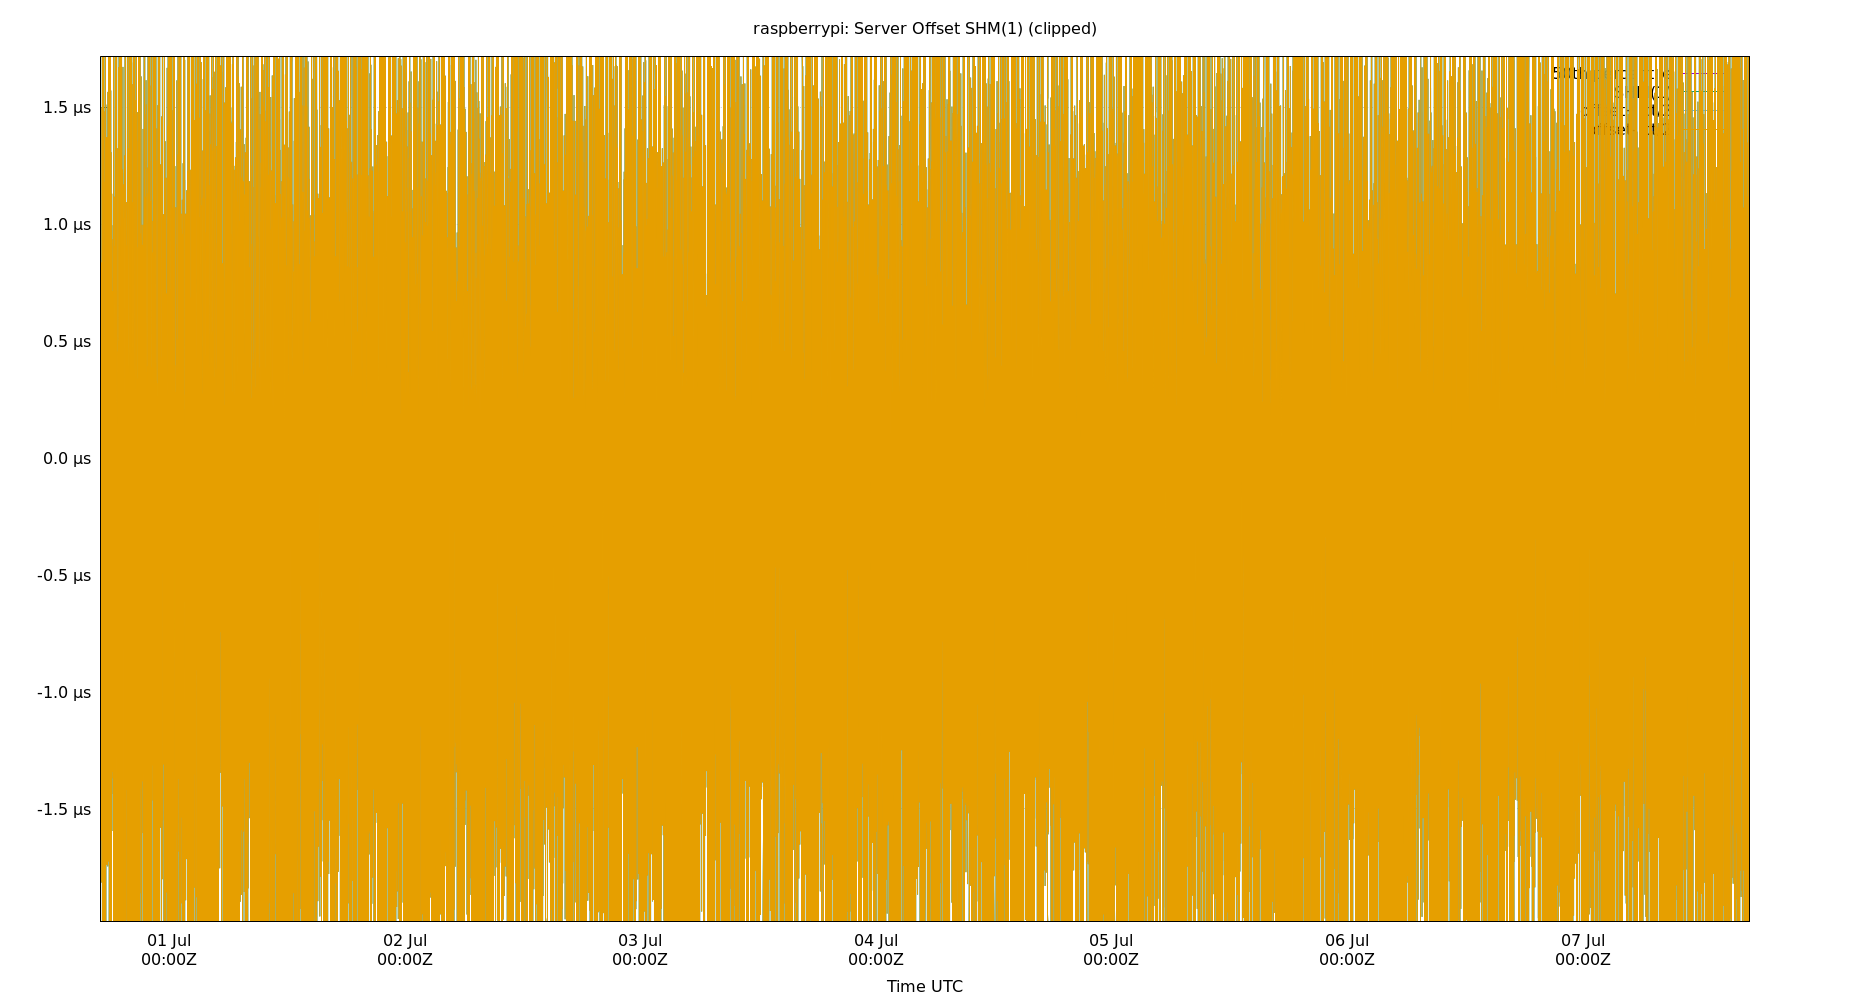 raspberrypi: Server Offset SHM(1) (clipped)
1.5 µs
1.0 µs
0.5 µs
0.0 µs
-0.5 µs
-1.0 µs
-1.5 µs
01 Jul 02 Jul 03 Jul 04 Jul 05 Jul 06 Jul 07 Jul
00:00Z 00:00Z 00:00Z 00:00Z 00:00Z 00:00Z 00:00Z
Time UTC